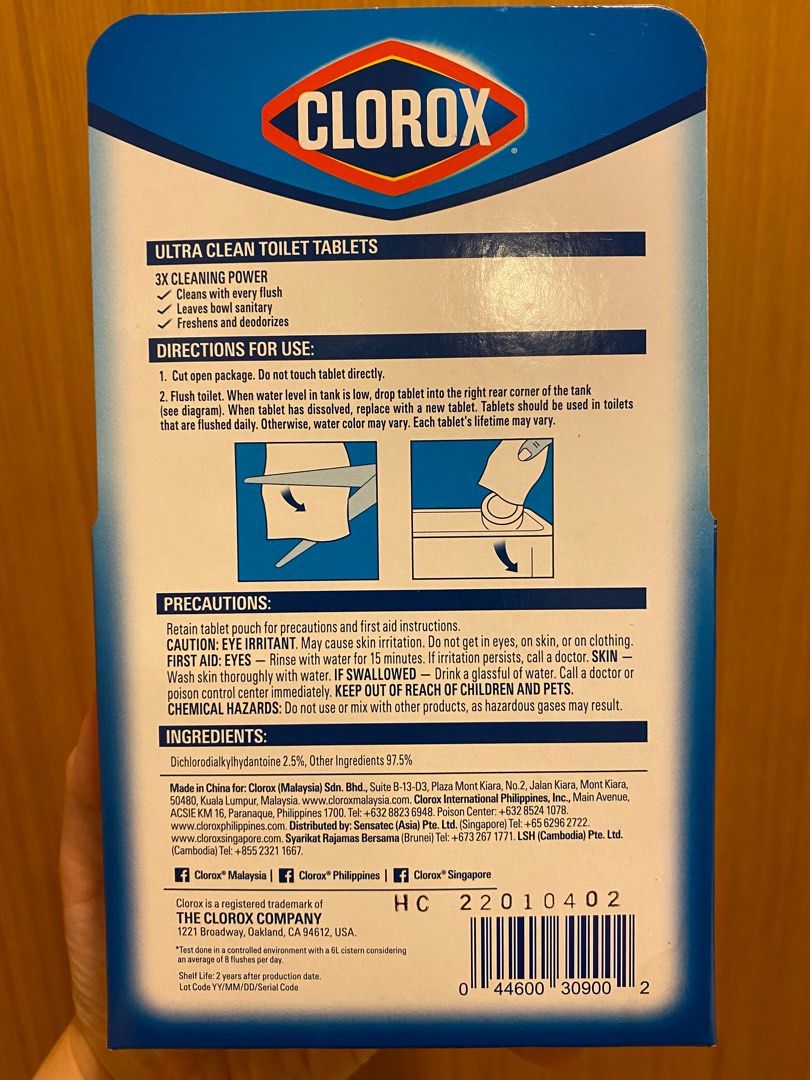 CLOROX®
ULTRA CLEAN TOILET TABLETS
3X CLEANING POWER
✓ Cleans with every flush
✓ Leaves bowl sanitary
✓ Freshens and deodorizes
DIRECTIONS FOR USE:
1. Cut open package. Do not touch tablet directly.
2. Flush toilet. When water level in tank is low, drop tablet into the right rear corner of the tank
(see diagram). When tablet has dissolved, replace with a new tablet. Tablets should be used in toilets
that are flushed daily. Otherwise, water color may vary. Each tablet's lifetime may vary.
PRECAUTIONS:
Retain tablet pouch for precautions and first aid instructions.
CAUTION: EYE IRRITANT. May cause skin irritation. Do not get in eyes, on skin, or on clothing.
FIRST AID: EYES — Rinse with water for 15 minutes. If irritation persists, call a doctor. SKIN —
Wash skin thoroughly with water. IF SWALLOWED — Drink a glassful of water. Call a doctor or
poison control center immediately. KEEP OUT OF REACH OF CHILDREN AND PETS.
CHEMICAL HAZARDS: Do not use or mix with other products, as hazardous gases may result.
INGREDIENTS:
Dichlorodialkylhydantoine 2.5%, Other Ingredients 97.5%
Made in China for: Clorox (Malaysia) Sdn. Bhd., Suite B-13-D3, Plaza Mont Kiara, No.2, Jalan Kiara, Mont Kiara,
50480, Kuala Lumpur, Malaysia. www.cloroxmalaysia.com. Clorox International Philippines, Inc., Main Avenue,
ACSIE KM 16, Paranaque, Philippines 1700. Tel: +632 8823 6948. Poison Center: +632 8524 1078.
www.cloroxphilippines.com. Distributed by: Sensatec (Asia) Pte. Ltd. (Singapore) Tel: +65 6296 2722.
www.cloroxsingapore.com. Syarikat Rajamas Bersama (Brunei) Tel: +673 267 1771. LSH (Cambodia) Pte. Ltd.
(Cambodia) Tel: +855 2321 1667.
Clorox® Malaysia | Clorox® Philippines | Clorox® Singapore
Clorox is a registered trademark of
THE CLOROX COMPANY
1221 Broadway, Oakland, CA 94612, USA.
*Test done in a controlled environment with a 6L cistern considering
an average of 8 flushes per day.
Shelf Life: 2 years after production date.
Lot Code YY/MM/DD/Serial Code
HC 22010402
0 44600 30900 2